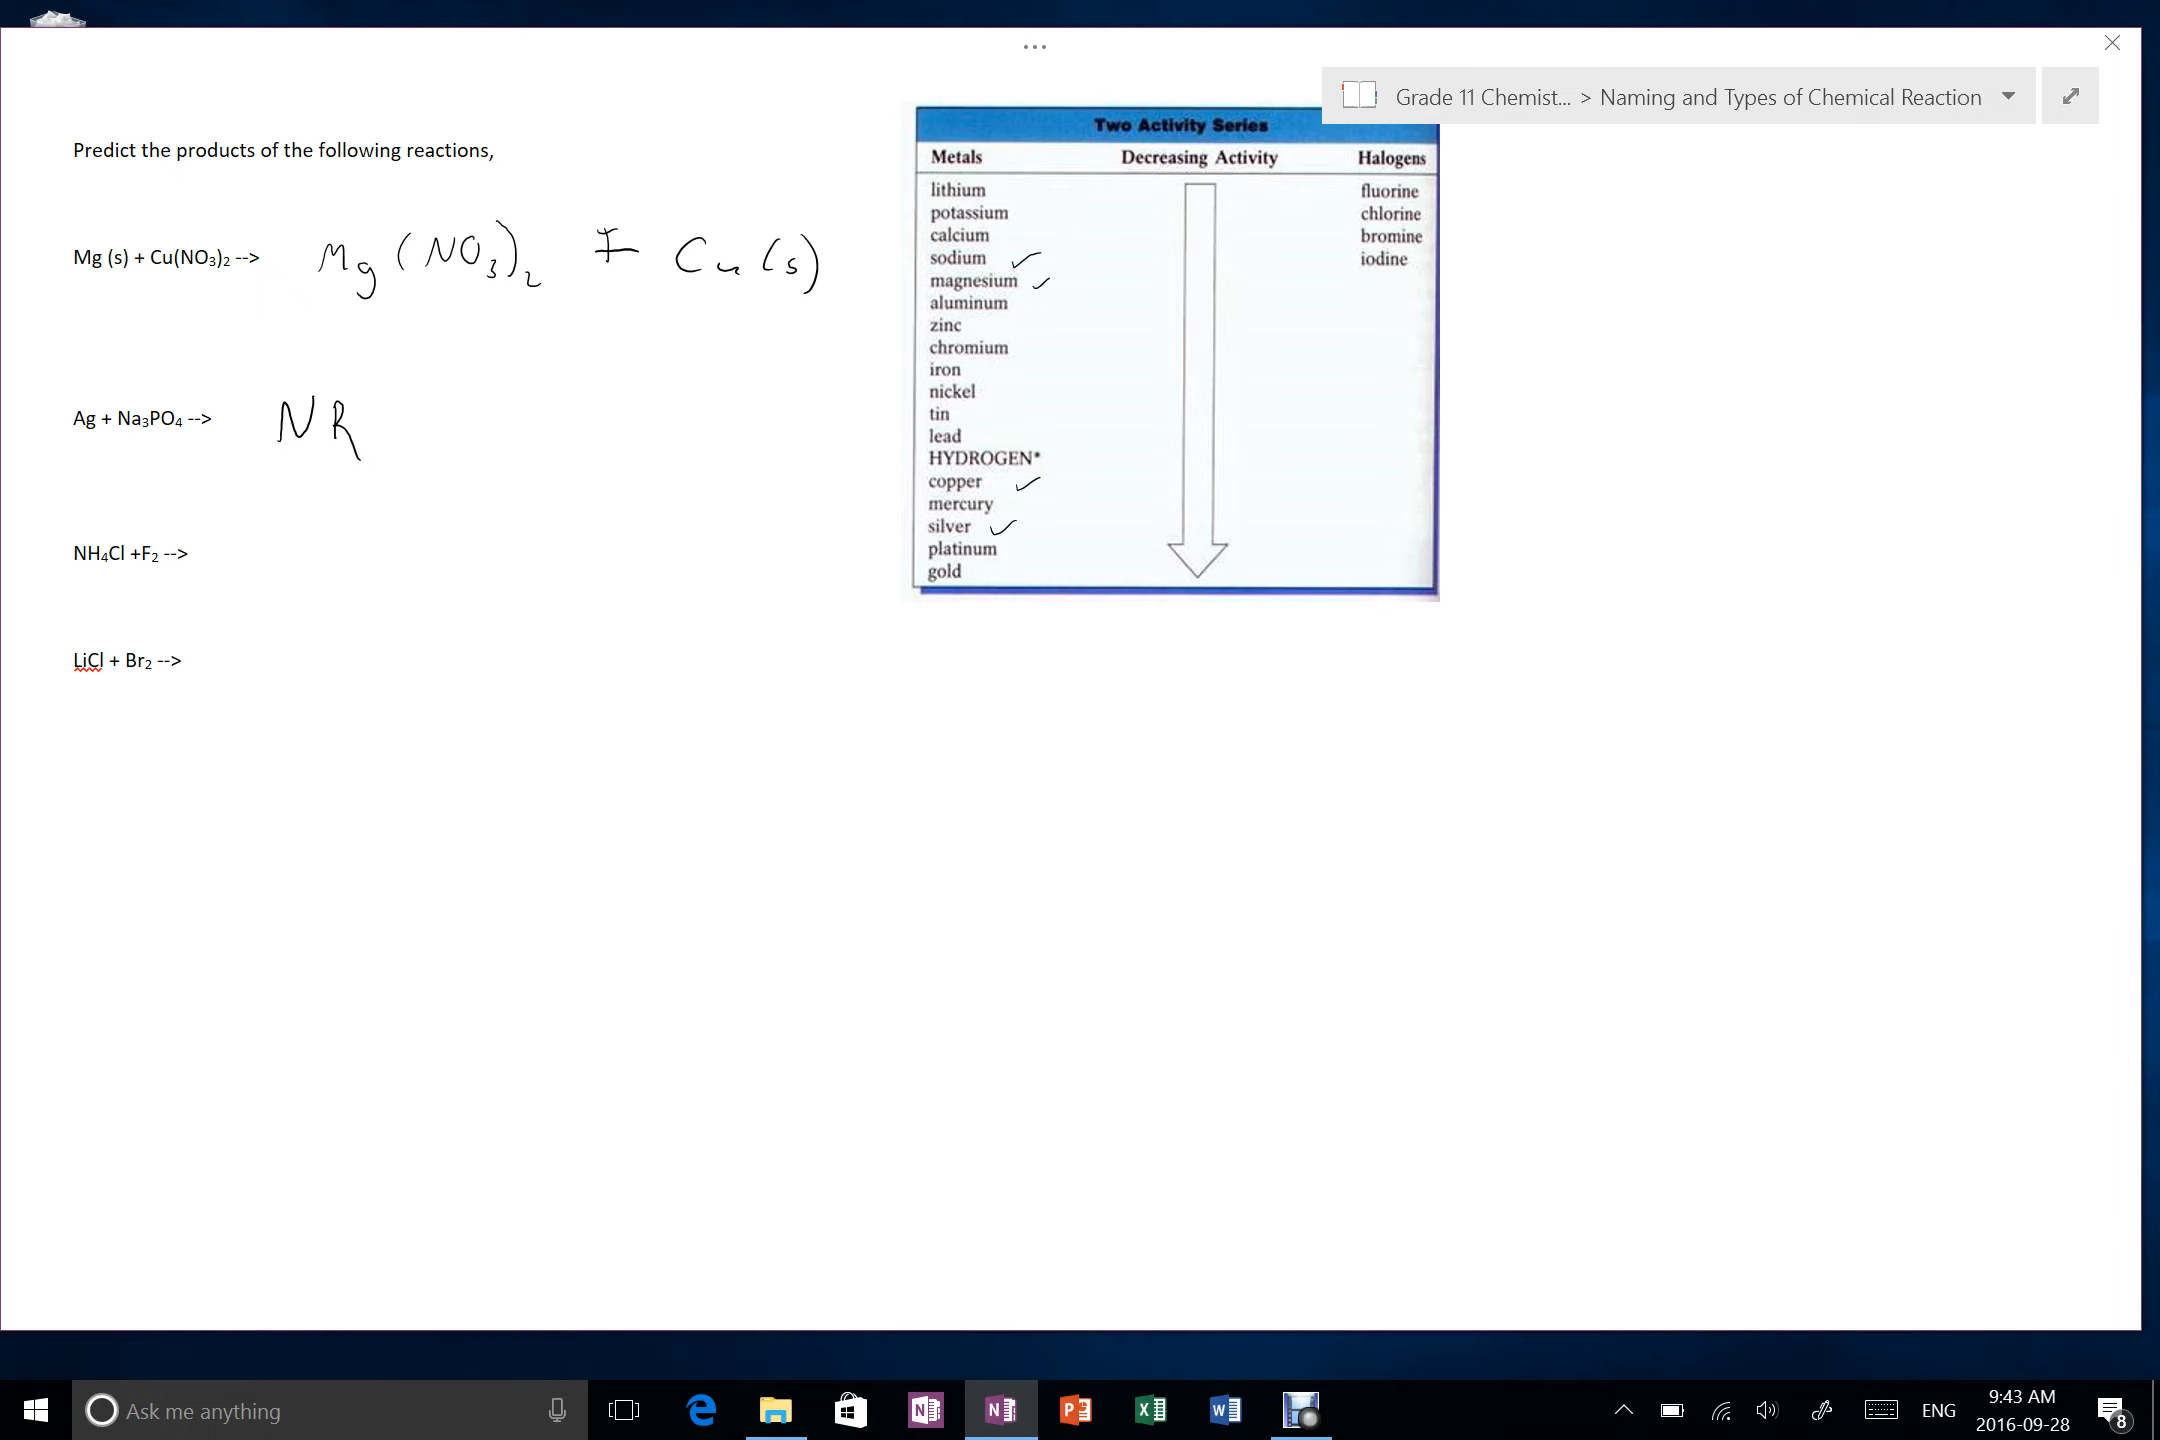 Grade 11 Chemist... > Naming and Types of Chemical Reaction
Predict the products of the following reactions,
Mg (s) + Cu(NO₃)₂ --> Mg(NO₃)₂ + Cu(s)
Ag + Na₃PO₄ --> NR
NH₄Cl +F₂ -->
LiCl + Br₂ -->
Two Activity Series
Metals Decreasing Activity Halogens
lithium fluorine
potassium chlorine
calcium bromine
sodium ✓ iodine
magnesium ✓
aluminum
zinc
chromium
iron
nickel
tin
lead
HYDROGEN*
copper ✓
mercury
silver ✓
platinum
gold
Ask me anything
ENG
9:43 AM
2016-09-28
8